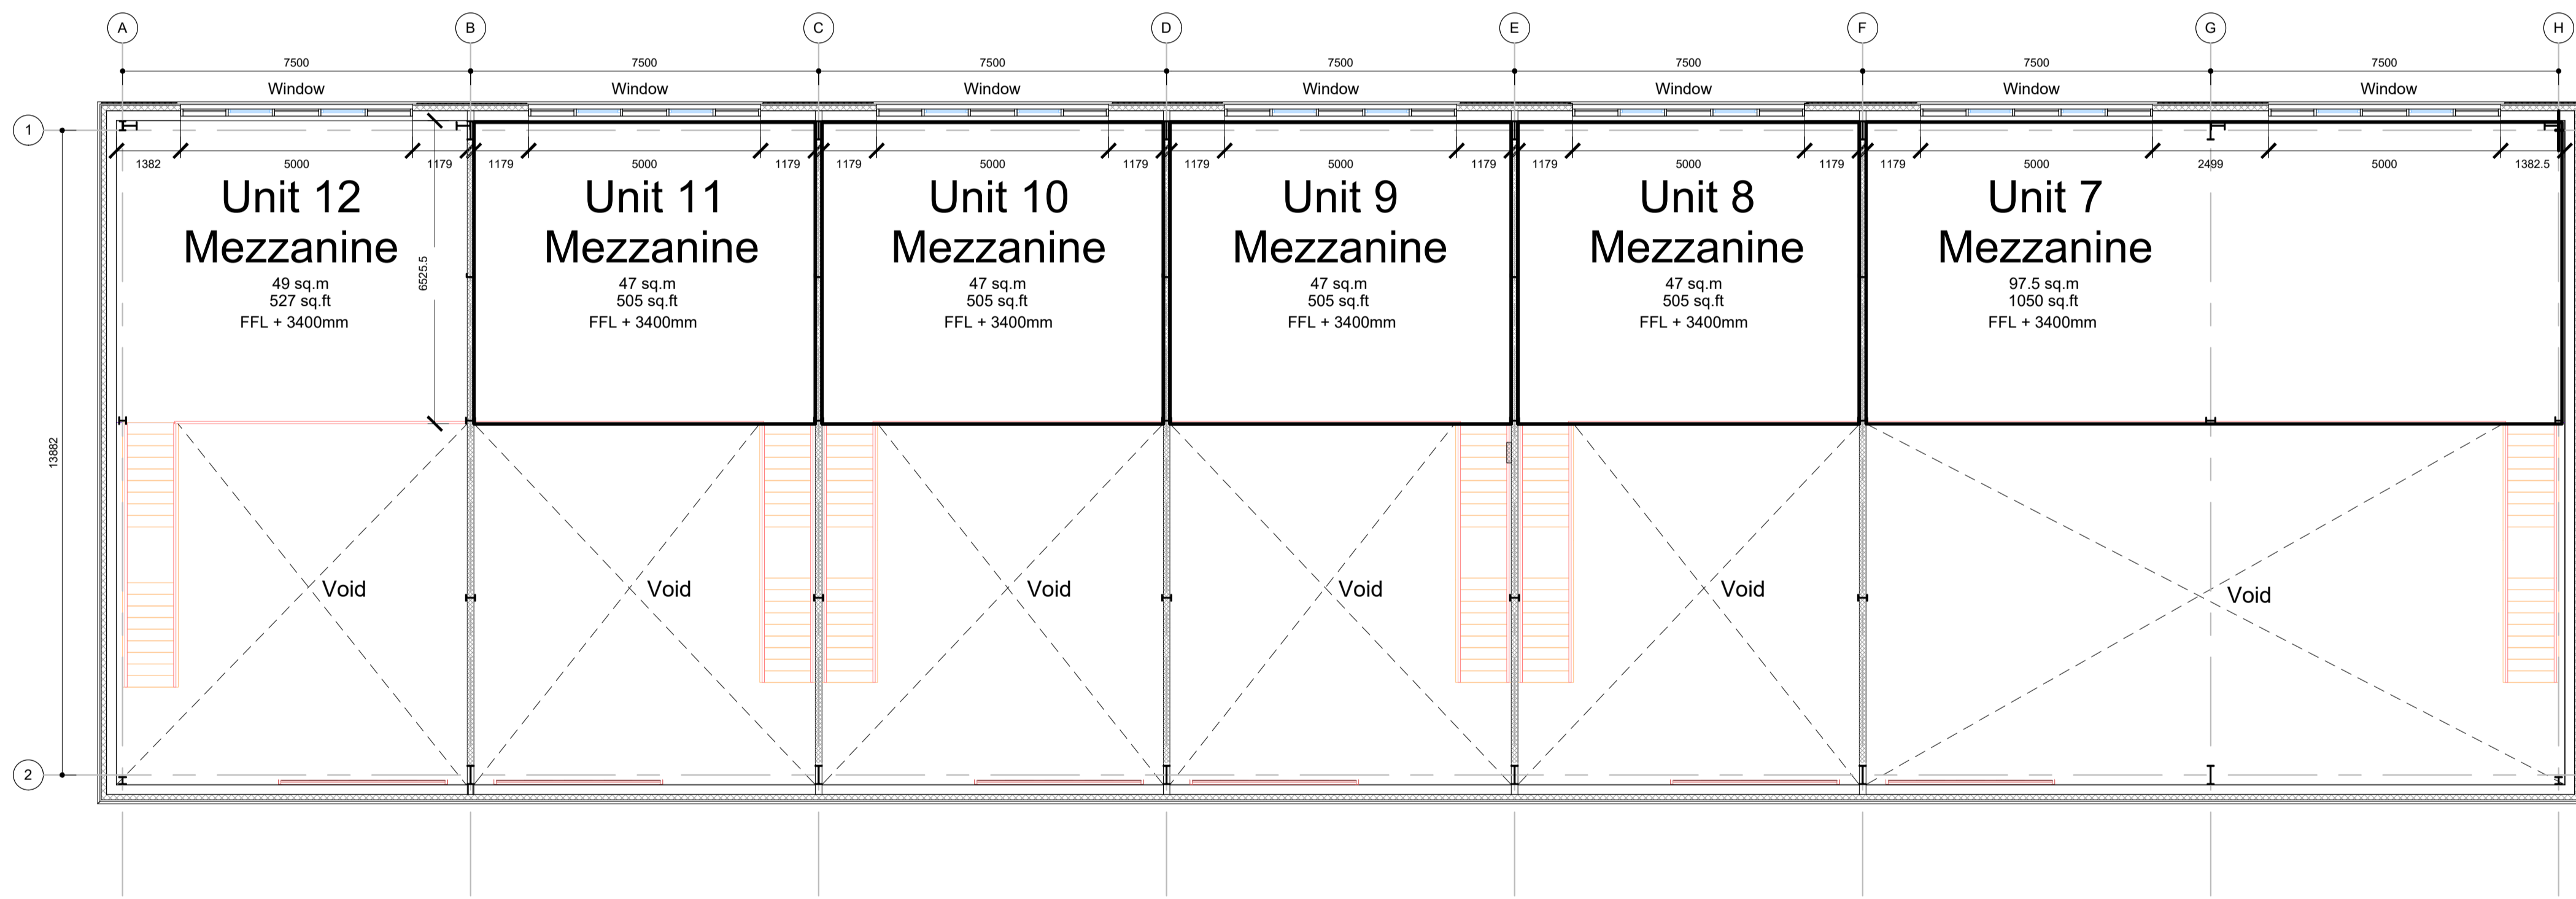 A B C D E F G H
7500 7500 7500 7500 7500 7500 7500
Window Window Window Window Window Window Window
1
1382 5000 1179 1179 5000 1179 1179 5000 1179 1179 5000 1179 1179 5000 1179 1179 5000 2499 5000 1382.5
Unit 12
Mezzanine
49 sq.m
527 sq.ft
FFL + 3400mm
6525.5
Unit 11
Mezzanine
47 sq.m
505 sq.ft
FFL + 3400mm
Unit 10
Mezzanine
47 sq.m
505 sq.ft
FFL + 3400mm
Unit 9
Mezzanine
47 sq.m
505 sq.ft
FFL + 3400mm
Unit 8
Mezzanine
47 sq.m
505 sq.ft
FFL + 3400mm
Unit 7
Mezzanine
97.5 sq.m
1050 sq.ft
FFL + 3400mm
13882
Void Void Void Void Void Void
2